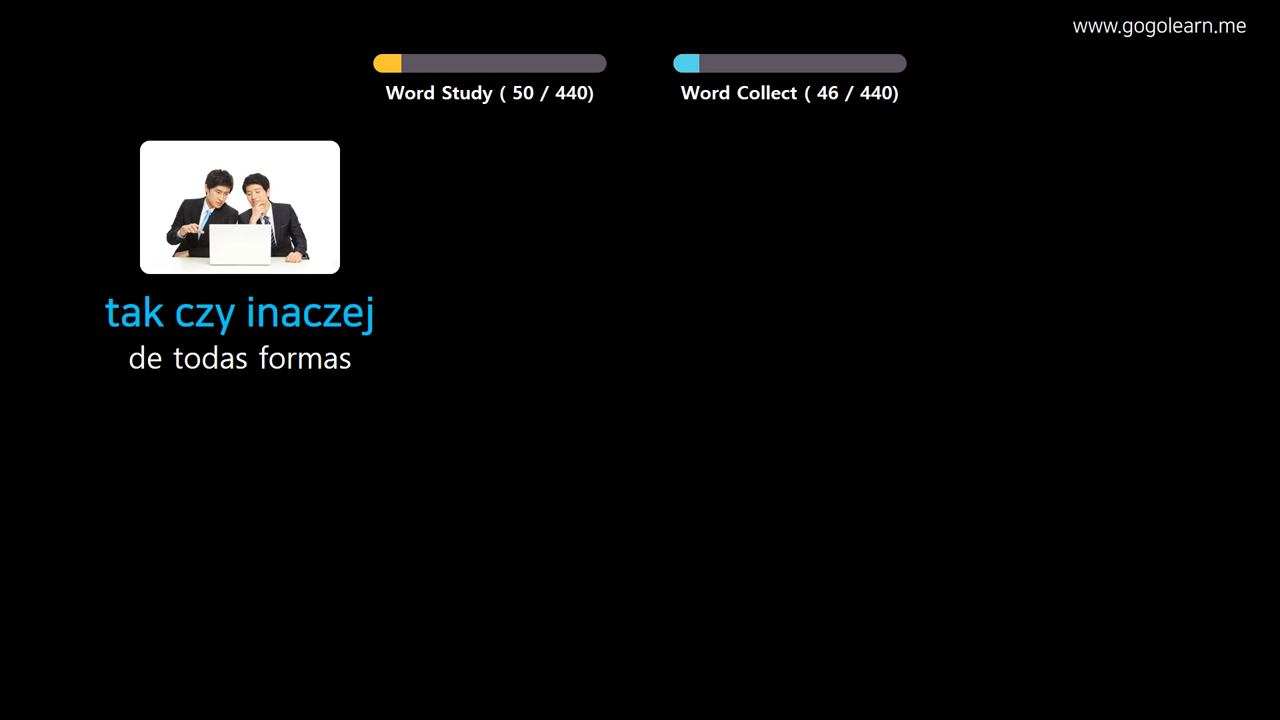 www.gogolearn.me
Word Study ( 50 / 440)
Word Collect ( 46 / 440)
tak czy inaczej
de todas formas